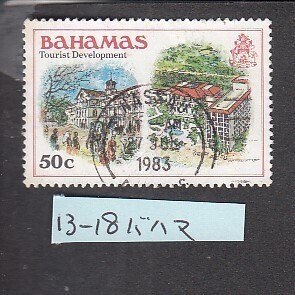 BAHAMAS
Tourist Development
50c
1983
13-18バハマ